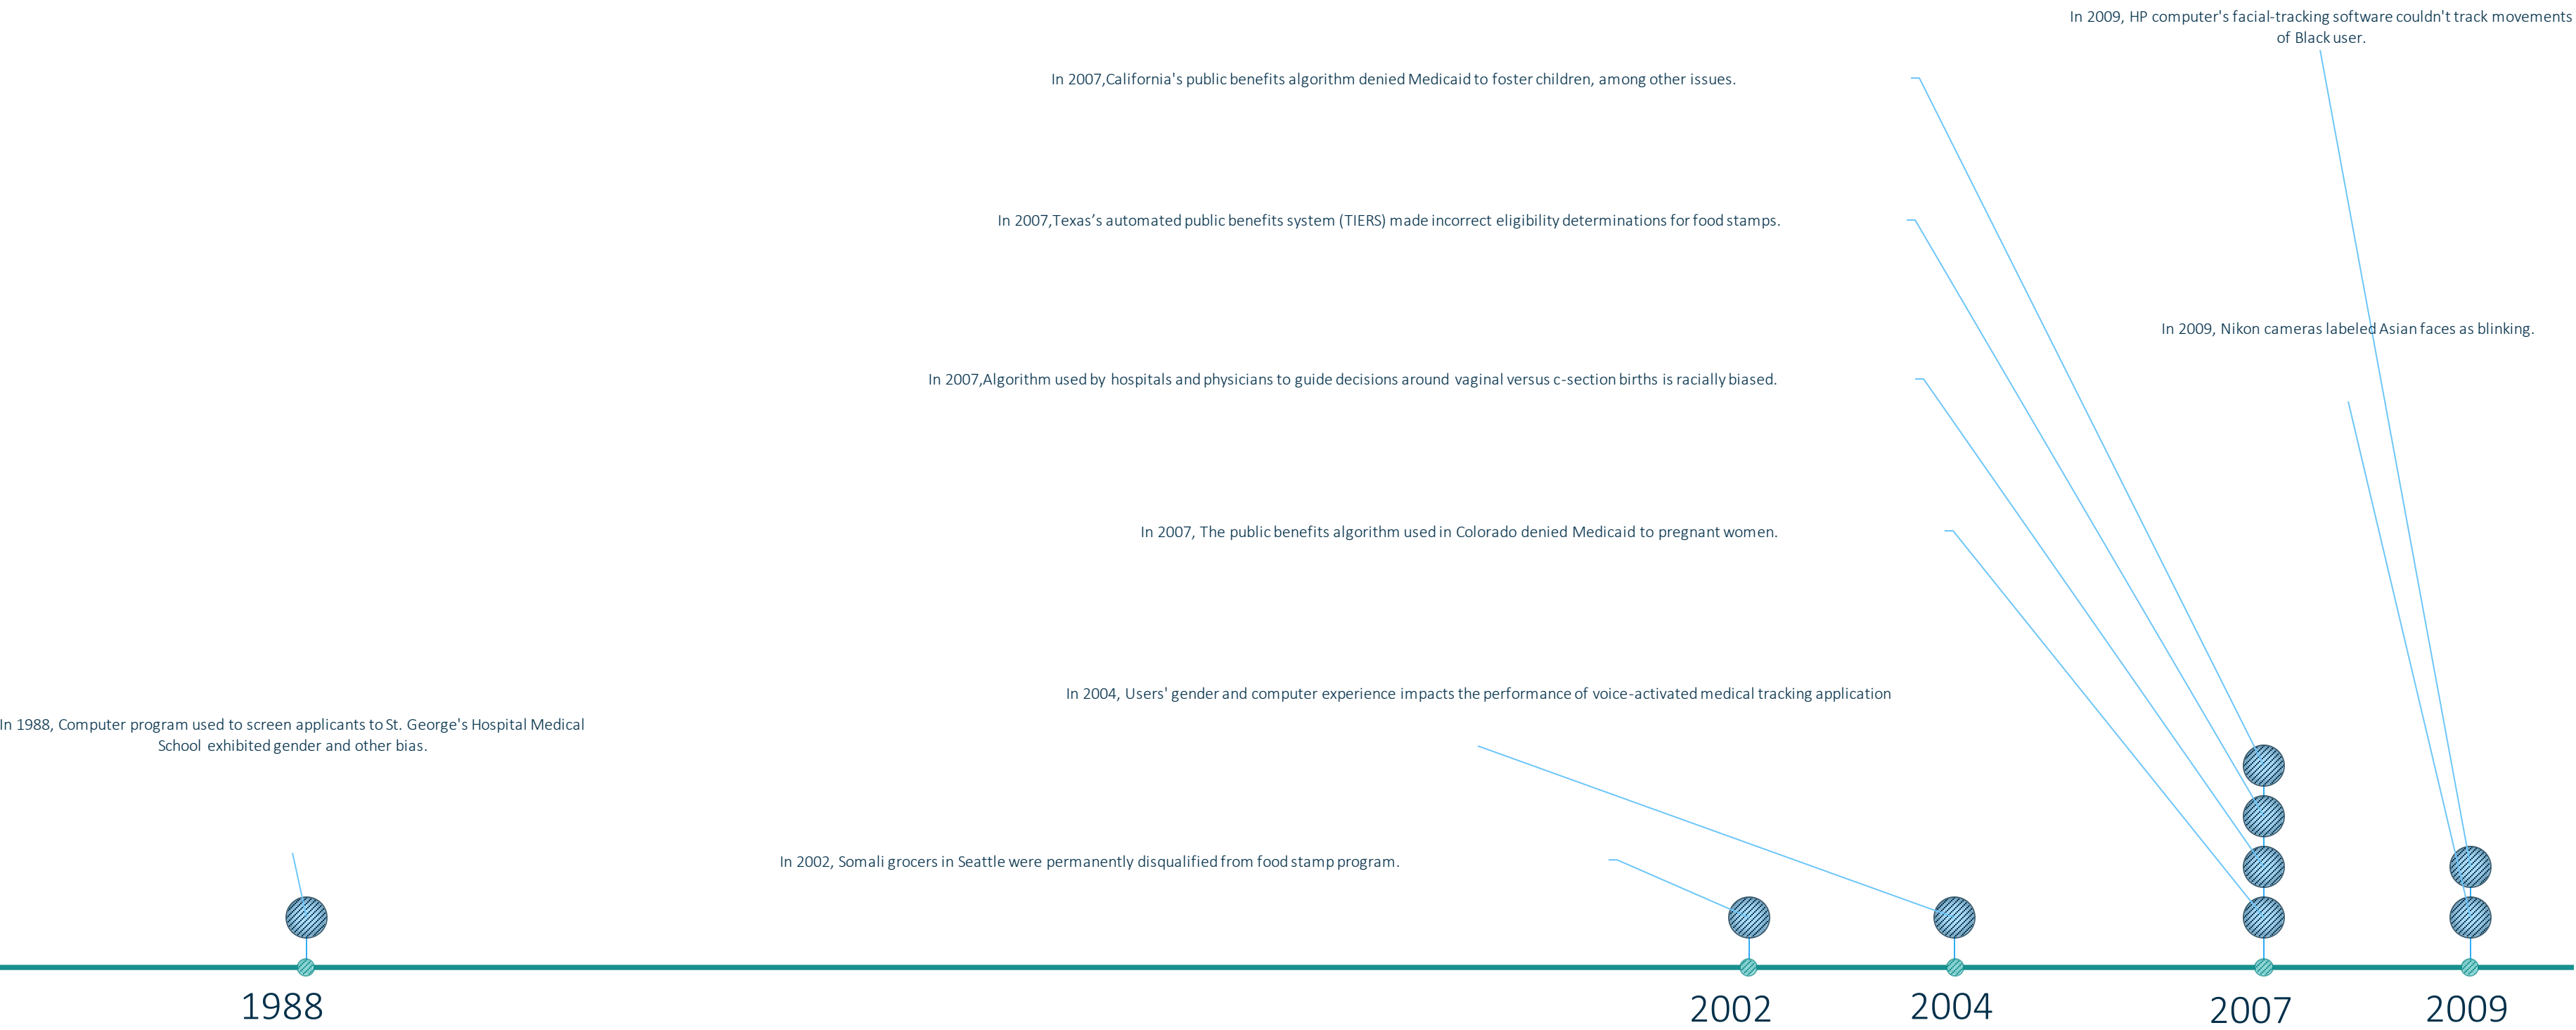 In 2009, HP computer's facial-tracking software couldn't track movements
of Black user.
In 2007,California's public benefits algorithm denied Medicaid to foster children, among other issues.
In 2007,Texas’s automated public benefits system (TIERS) made incorrect eligibility determinations for food stamps.
In 2009, Nikon cameras labeled Asian faces as blinking.
In 2007,Algorithm used by hospitals and physicians to guide decisions around vaginal versus c-section births is racially biased.
In 2007, The public benefits algorithm used in Colorado denied Medicaid to pregnant women.
In 2004, Users' gender and computer experience impacts the performance of voice-activated medical tracking application
In 1988, Computer program used to screen applicants to St. George's Hospital Medical
School exhibited gender and other bias.
In 2002, Somali grocers in Seattle were permanently disqualified from food stamp program.
1988
2002
2004
2007
2009